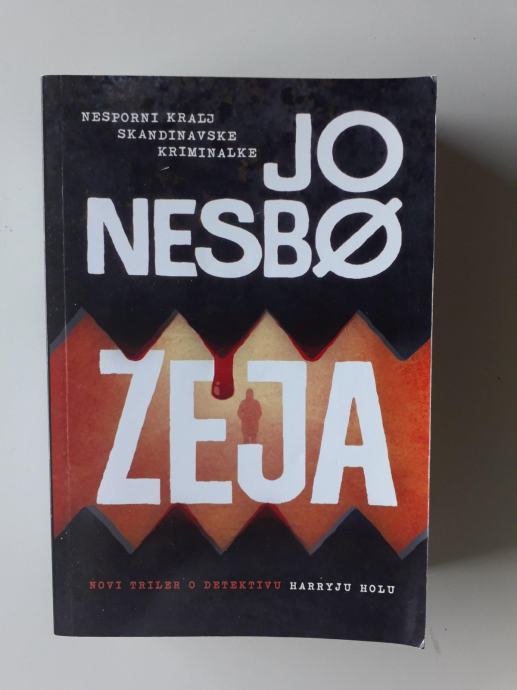 NESPORNI KRALJ
SKANDINAVSKE
KRIMINALKE
JO
NESBØ
ŽEJA
NOVI TRILER O DETEKTIVU HARRYJU HOLU